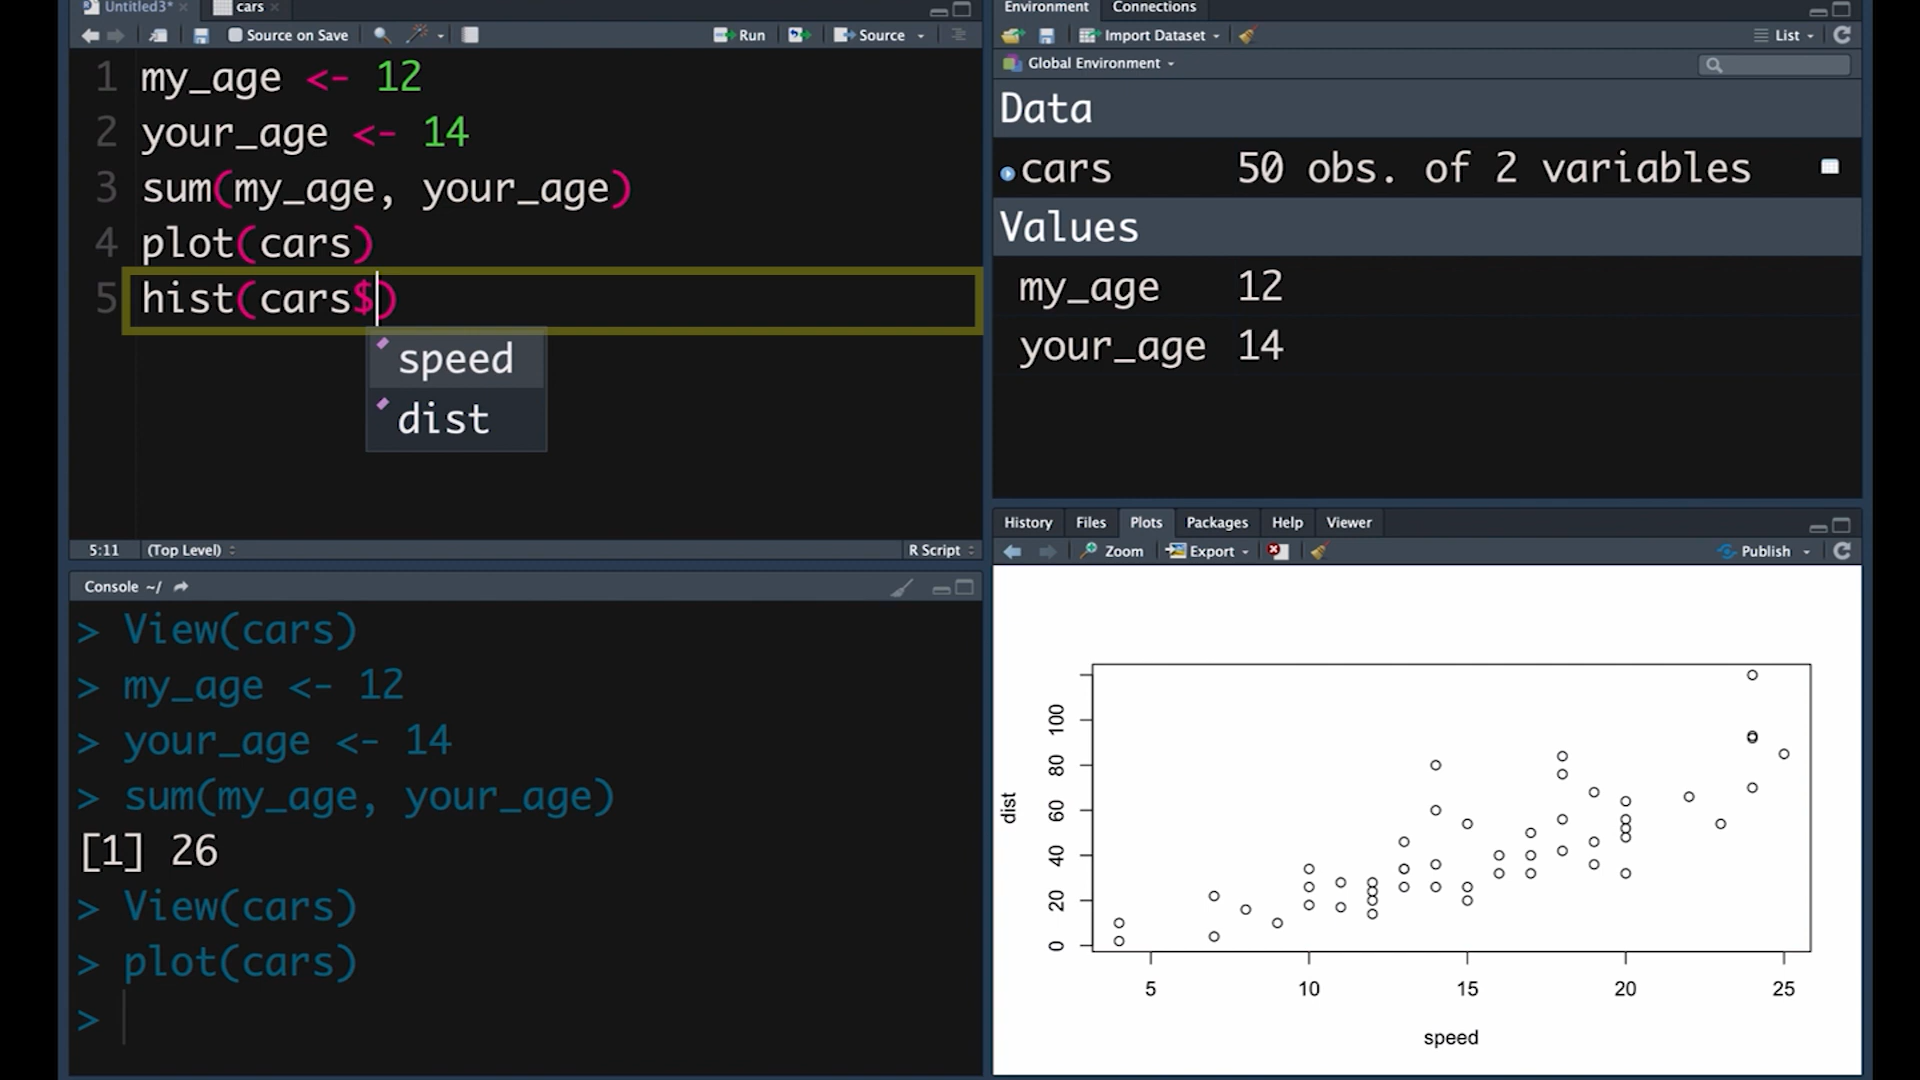 Untitled3* × cars ×
Source on Save Run Source
1 my_age <- 12
2 your_age <- 14
3 sum(my_age, your_age)
4 plot(cars)
5 hist(cars$)
speed
dist
5:11 (Top Level) R Script
Console ~/
> View(cars)
> my_age <- 12
> your_age <- 14
> sum(my_age, your_age)
[1] 26
> View(cars)
> plot(cars)
>
Environment Connections
Import Dataset List
Global Environment
Data
cars 50 obs. of 2 variables
Values
my_age 12
your_age 14
History Files Plots Packages Help Viewer
Zoom Export Publish
dist
100
80
60
40
20
0
5 10 15 20 25
speed